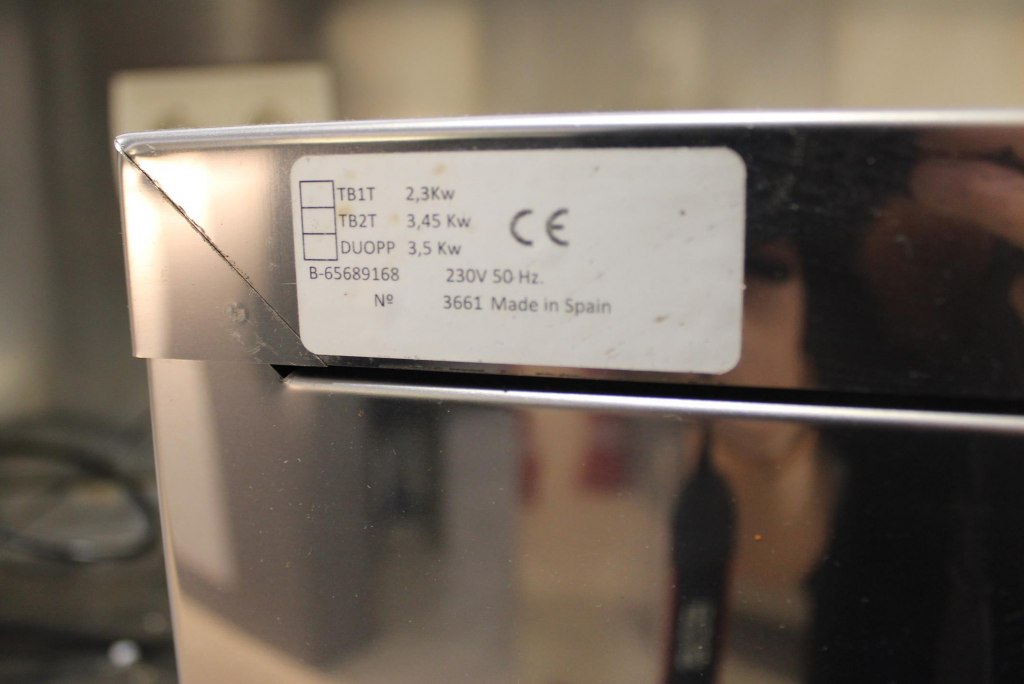 TB1T 2,3Kw
TB2T 3,45 Kw
DUOPP 3,5 Kw
CE
B-65689168 230V 50 Hz.
Nº 3661 Made in Spain